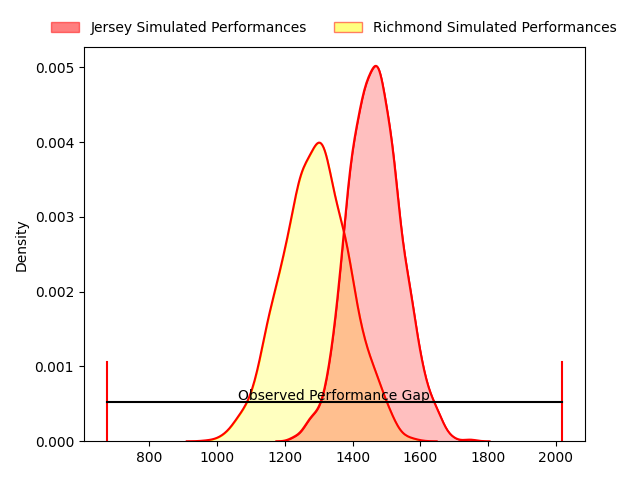 Jersey Simulated Performances Richmond Simulated Performances
0.005
0.004
0.003
0.002
0.001
0.000
Density
Observed Performance Gap
800 1000 1200 1400 1600 1800 2000